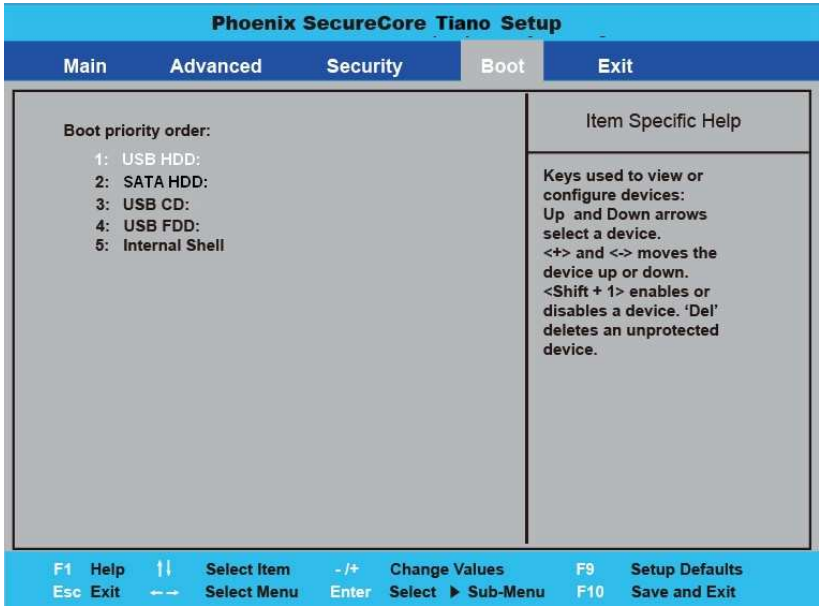 Phoenix SecureCore Tiano Setup
Main Advanced Security Boot Exit
Boot priority order:
1: USB HDD:
2: SATA HDD:
3: USB CD:
4: USB FDD:
5: Internal Shell
Item Specific Help
Keys used to view or
configure devices:
Up and Down arrows
select a device.
<+> and <-> moves the
device up or down.
<Shift + 1> enables or
disables a device. ‘Del’
deletes an unprotected
device.
F1 Help ↑↓ Select Item - /+ Change Values F9 Setup Defaults
Esc Exit ←→ Select Menu Enter Select ▶ Sub-Menu F10 Save and Exit